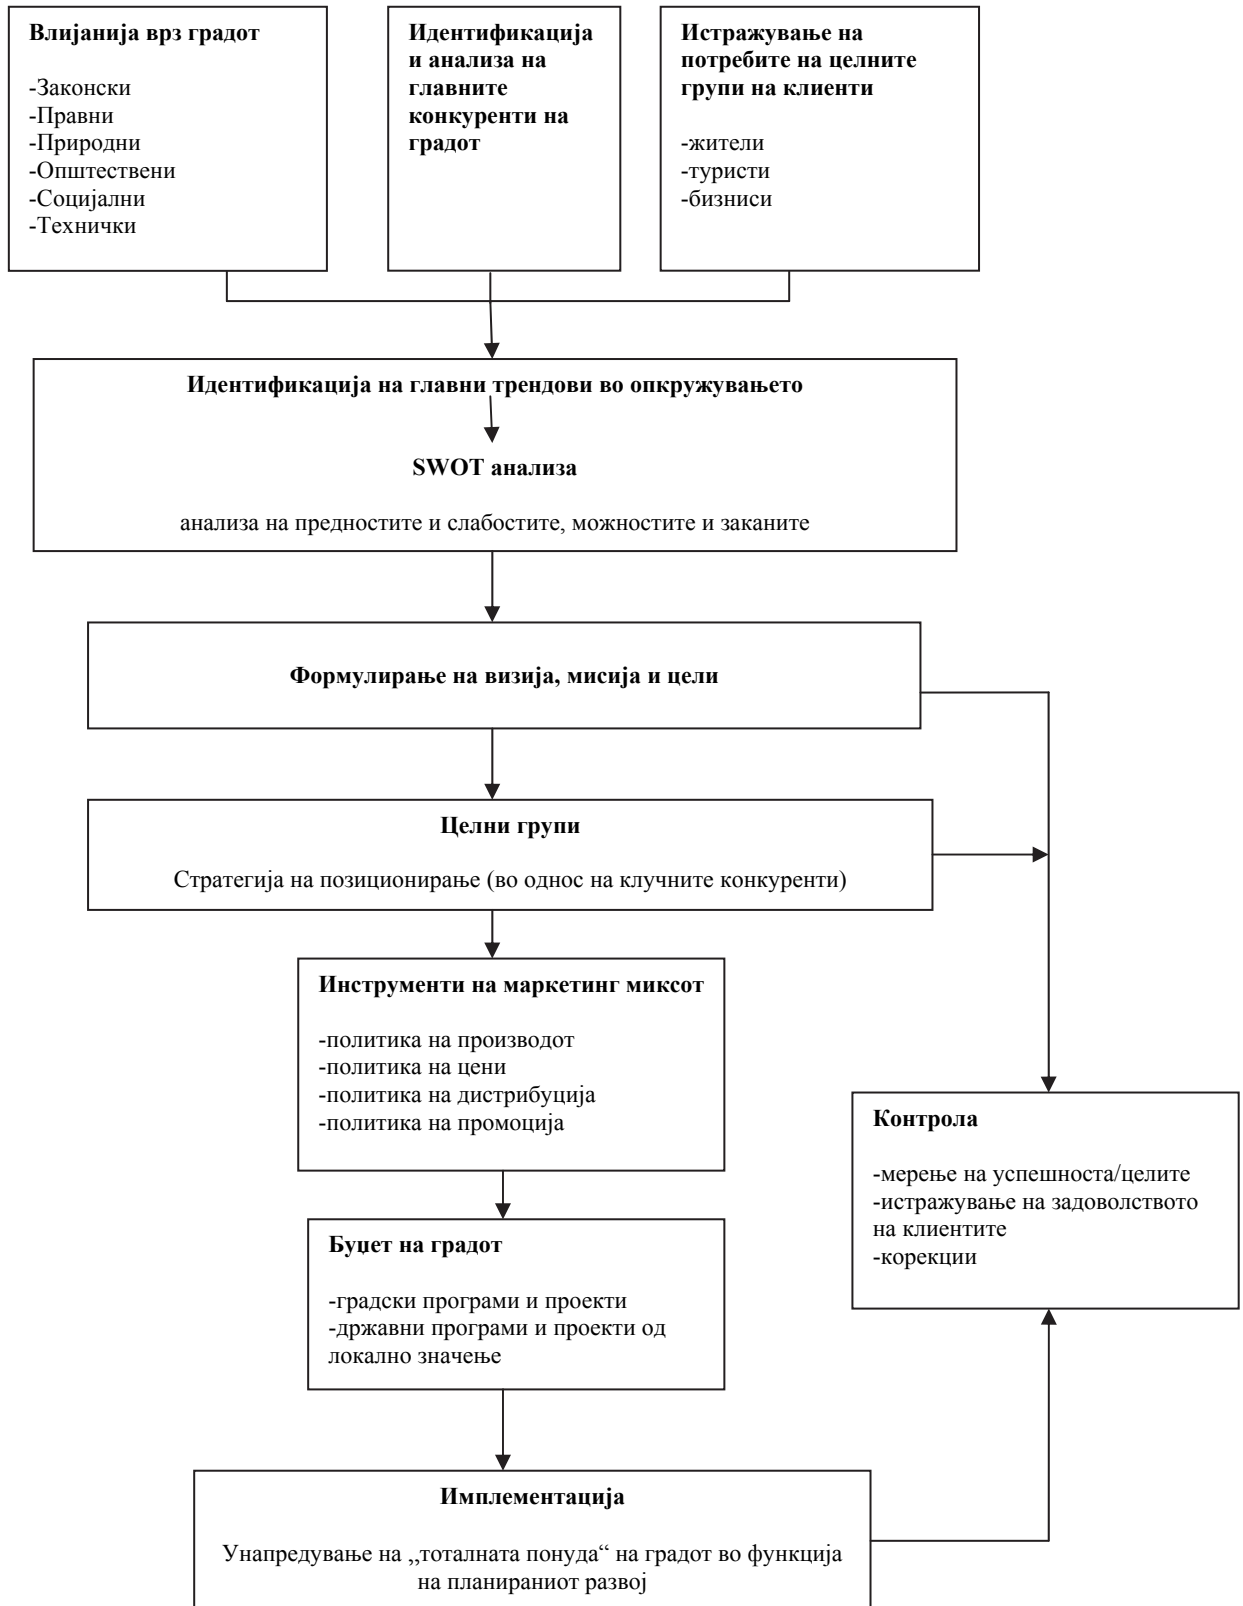 Влијанија врз градот
-Законски
-Правни
-Природни
-Општествени
-Социјални
-Технички
Идентификација
и анализа на
главните
конкуренти на
градот
Истражување на
потребите на целните
групи на клиенти
-жители
-туристи
-бизниси
Идентификација на главни трендови во опкружувањето
SWOT анализа
анализа на предностите и слабостите, можностите и заканите
Формулирање на визија, мисија и цели
Целни групи
Стратегија на позиционирање (во однос на клучните конкуренти)
Инструменти на маркетинг миксот
-политика на производот
-политика на цени
-политика на дистрибуција
-политика на промоција
Буџет на градот
-градски програми и проекти
-државни програми и проекти од
локално значење
Контрола
-мерење на успешноста/целите
-истражување на задоволството
на клиентите
-корекции
Имплементација
Унапредување на ,,тоталната понуда“ на градот во функција
на планираниот развој